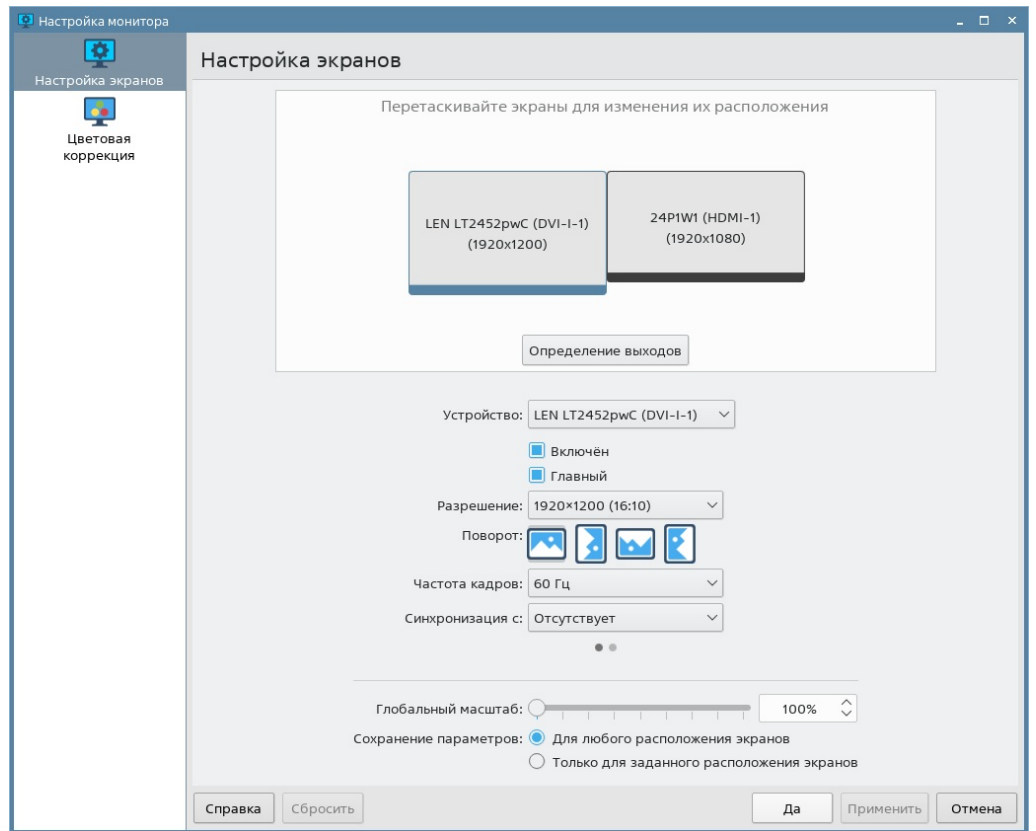 Настройка монитора
Настройка экранов
Цветовая
коррекция
Настройка экранов
Перетаскивайте экраны для изменения их расположения
LEN LT2452pwC (DVI-I-1)
(1920x1200)
24P1W1 (HDMI-1)
(1920x1080)
Определение выходов
Устройство: LEN LT2452pwC (DVI-I-1)
Включён
Главный
Разрешение: 1920×1200 (16:10)
Поворот:
Частота кадров: 60 Гц
Синхронизация с: Отсутствует
Глобальный масштаб: 100%
Сохранение параметров: Для любого расположения экранов
Только для заданного расположения экранов
Справка Сбросить Да Применить Отмена